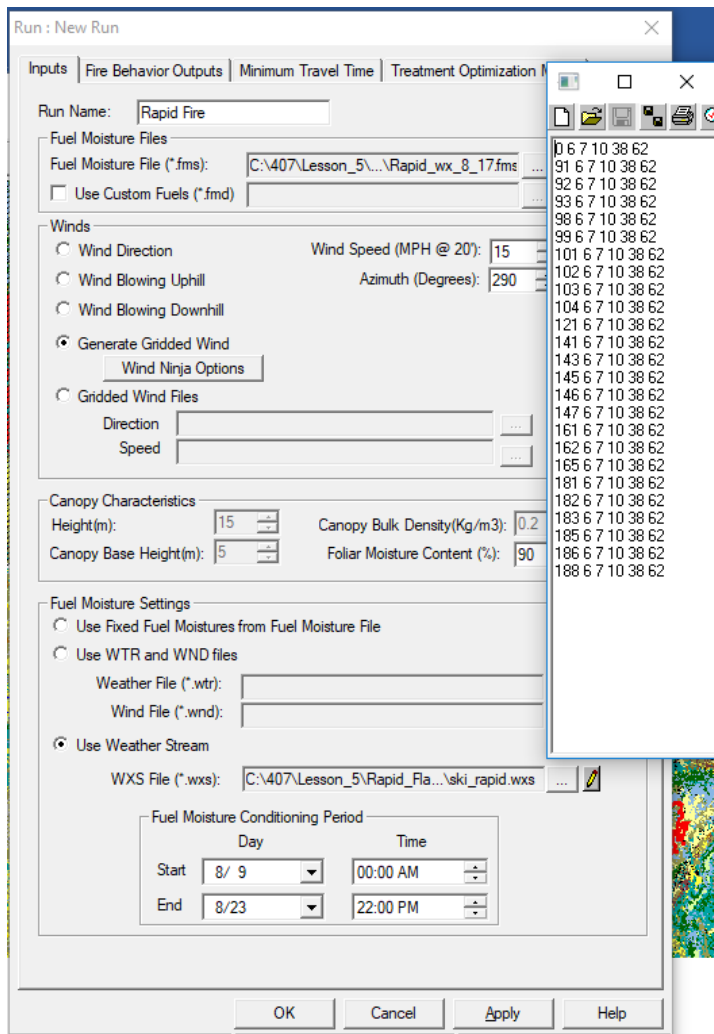 Run : New Run
Inputs Fire Behavior Outputs Minimum Travel Time Treatment Optimization
Run Name: Rapid Fire
Fuel Moisture Files
Fuel Moisture File (*.fms): C:\407\Lesson_5\...\Rapid_wx_8_17.fms ...
Use Custom Fuels (*.fmd) ...
Winds
Wind Direction Wind Speed (MPH @ 20'): 15
Wind Blowing Uphill Azimuth (Degrees): 290
Wind Blowing Downhill
Generate Gridded Wind
Wind Ninja Options
Gridded Wind Files
Direction ...
Speed ...
Canopy Characteristics
Height(m): 15 Canopy Bulk Density(Kg/m3): 0.2
Canopy Base Height(m): 5 Foliar Moisture Content (%): 90
Fuel Moisture Settings
Use Fixed Fuel Moistures from Fuel Moisture File
Use WTR and WND files
Weather File (*.wtr):
Wind File (*.wnd):
Use Weather Stream
WXS File (*.wxs): C:\407\Lesson_5\Rapid_Fla...\ski_rapid.wxs ...
Fuel Moisture Conditioning Period
Day Time
Start 8/ 9 00:00 AM
End 8/23 22:00 PM
OK Cancel Apply Help
0 6 7 10 38 62
91 6 7 10 38 62
92 6 7 10 38 62
93 6 7 10 38 62
98 6 7 10 38 62
99 6 7 10 38 62
101 6 7 10 38 62
102 6 7 10 38 62
103 6 7 10 38 62
104 6 7 10 38 62
121 6 7 10 38 62
141 6 7 10 38 62
143 6 7 10 38 62
145 6 7 10 38 62
146 6 7 10 38 62
147 6 7 10 38 62
161 6 7 10 38 62
162 6 7 10 38 62
165 6 7 10 38 62
181 6 7 10 38 62
182 6 7 10 38 62
183 6 7 10 38 62
185 6 7 10 38 62
186 6 7 10 38 62
188 6 7 10 38 62